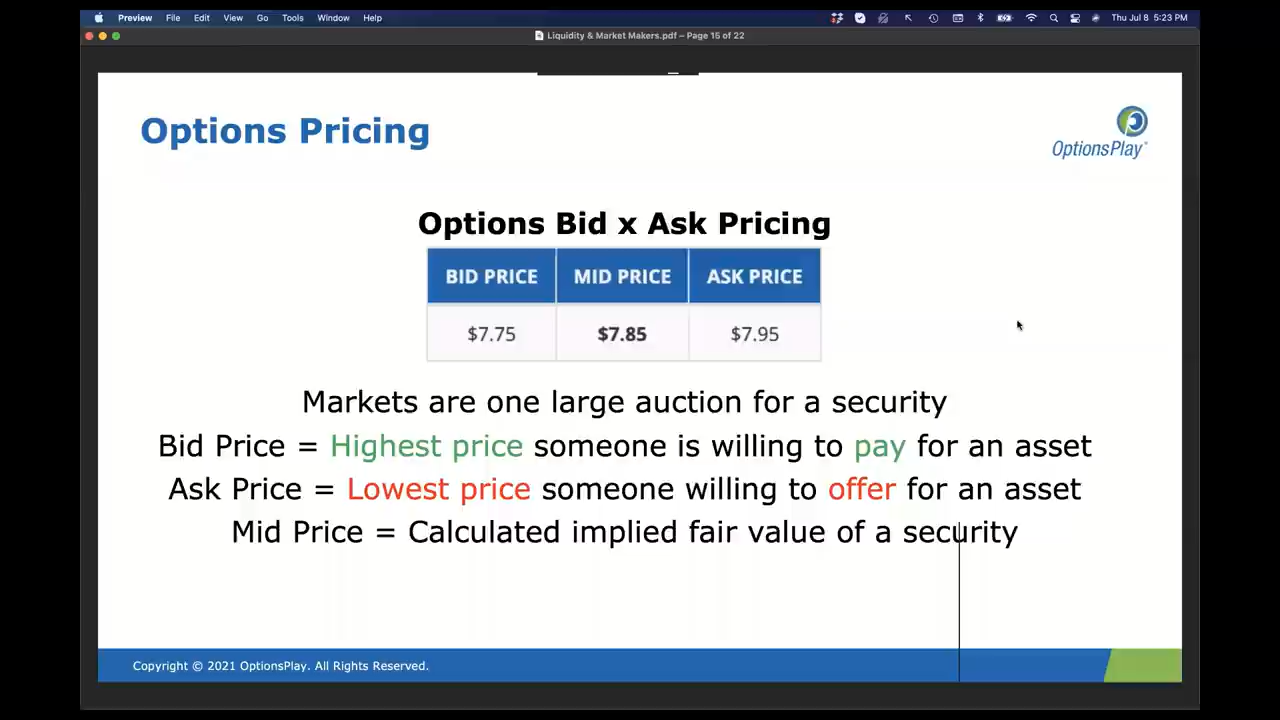 Preview File Edit View Go Tools Window Help Thu Jul 8 5:23 PM
Liquidity & Market Makers.pdf – Page 15 of 22
Options Pricing
OptionsPlay
Options Bid x Ask Pricing
BID PRICE MID PRICE ASK PRICE
$7.75 $7.85 $7.95
Markets are one large auction for a security
Bid Price = Highest price someone is willing to pay for an asset
Ask Price = Lowest price someone willing to offer for an asset
Mid Price = Calculated implied fair value of a security
Copyright © 2021 OptionsPlay. All Rights Reserved.